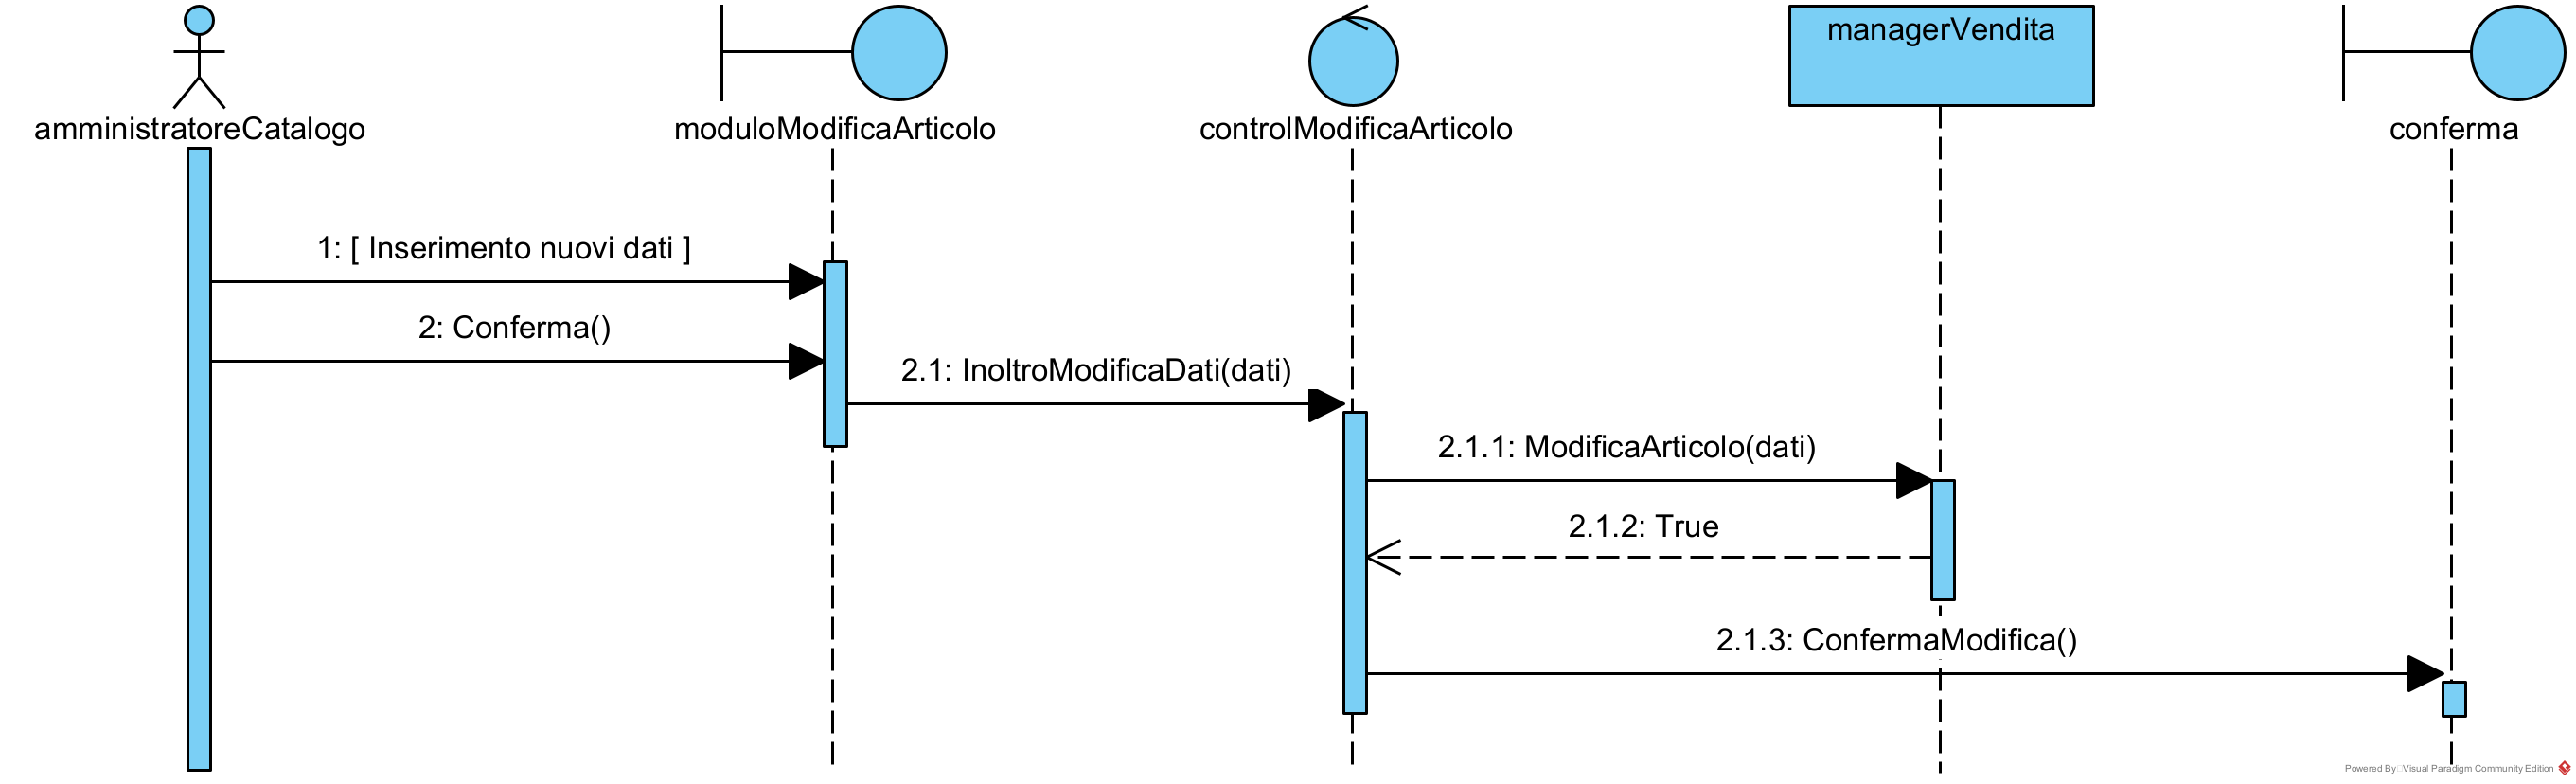 managerVendita
amministratoreCatalogo
moduloModificaArticolo
controlModificaArticolo
conferma
1: [ Inserimento nuovi dati ]
2: Conferma()
2.1: InoltroModificaDati(dati)
2.1.1: ModificaArticolo(dati)
2.1.2: True
2.1.3: ConfermaModifica()
Powered By Visual Paradigm Community Edition